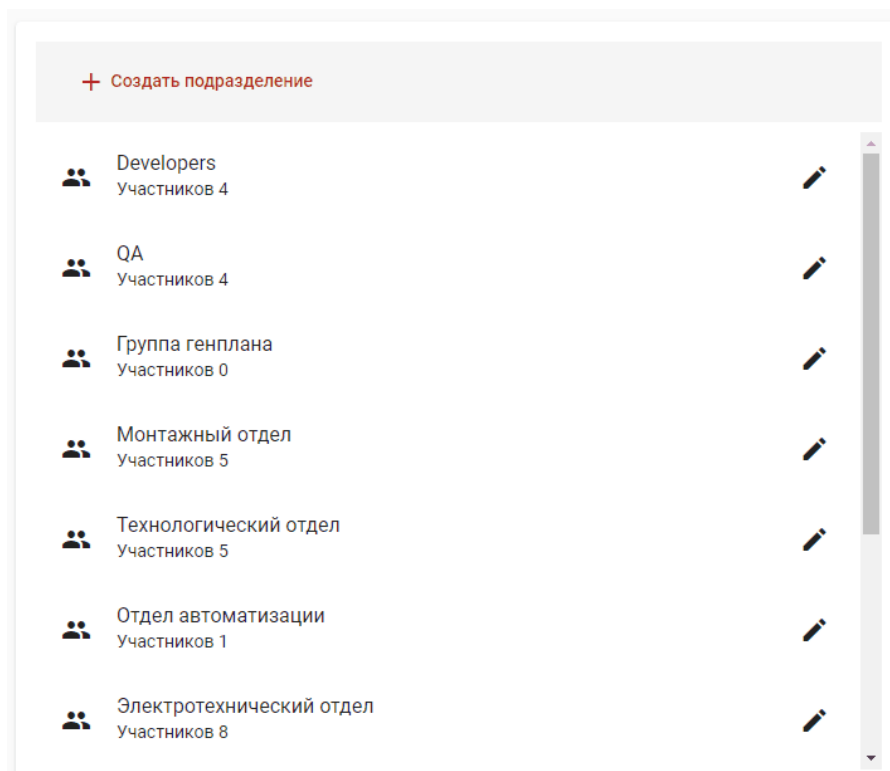 Создать подразделение
Developers
Участников 4
QA
Участников 4
Группа генплана
Участников 0
Монтажный отдел
Участников 5
Технологический отдел
Участников 5
Отдел автоматизации
Участников 1
Электротехнический отдел
Участников 8